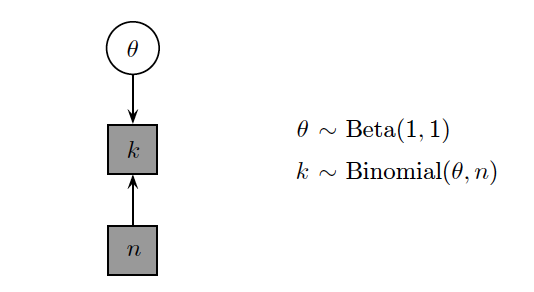 θ
k
n
θ ∼ Beta(1, 1)
k ∼ Binomial(θ, n)